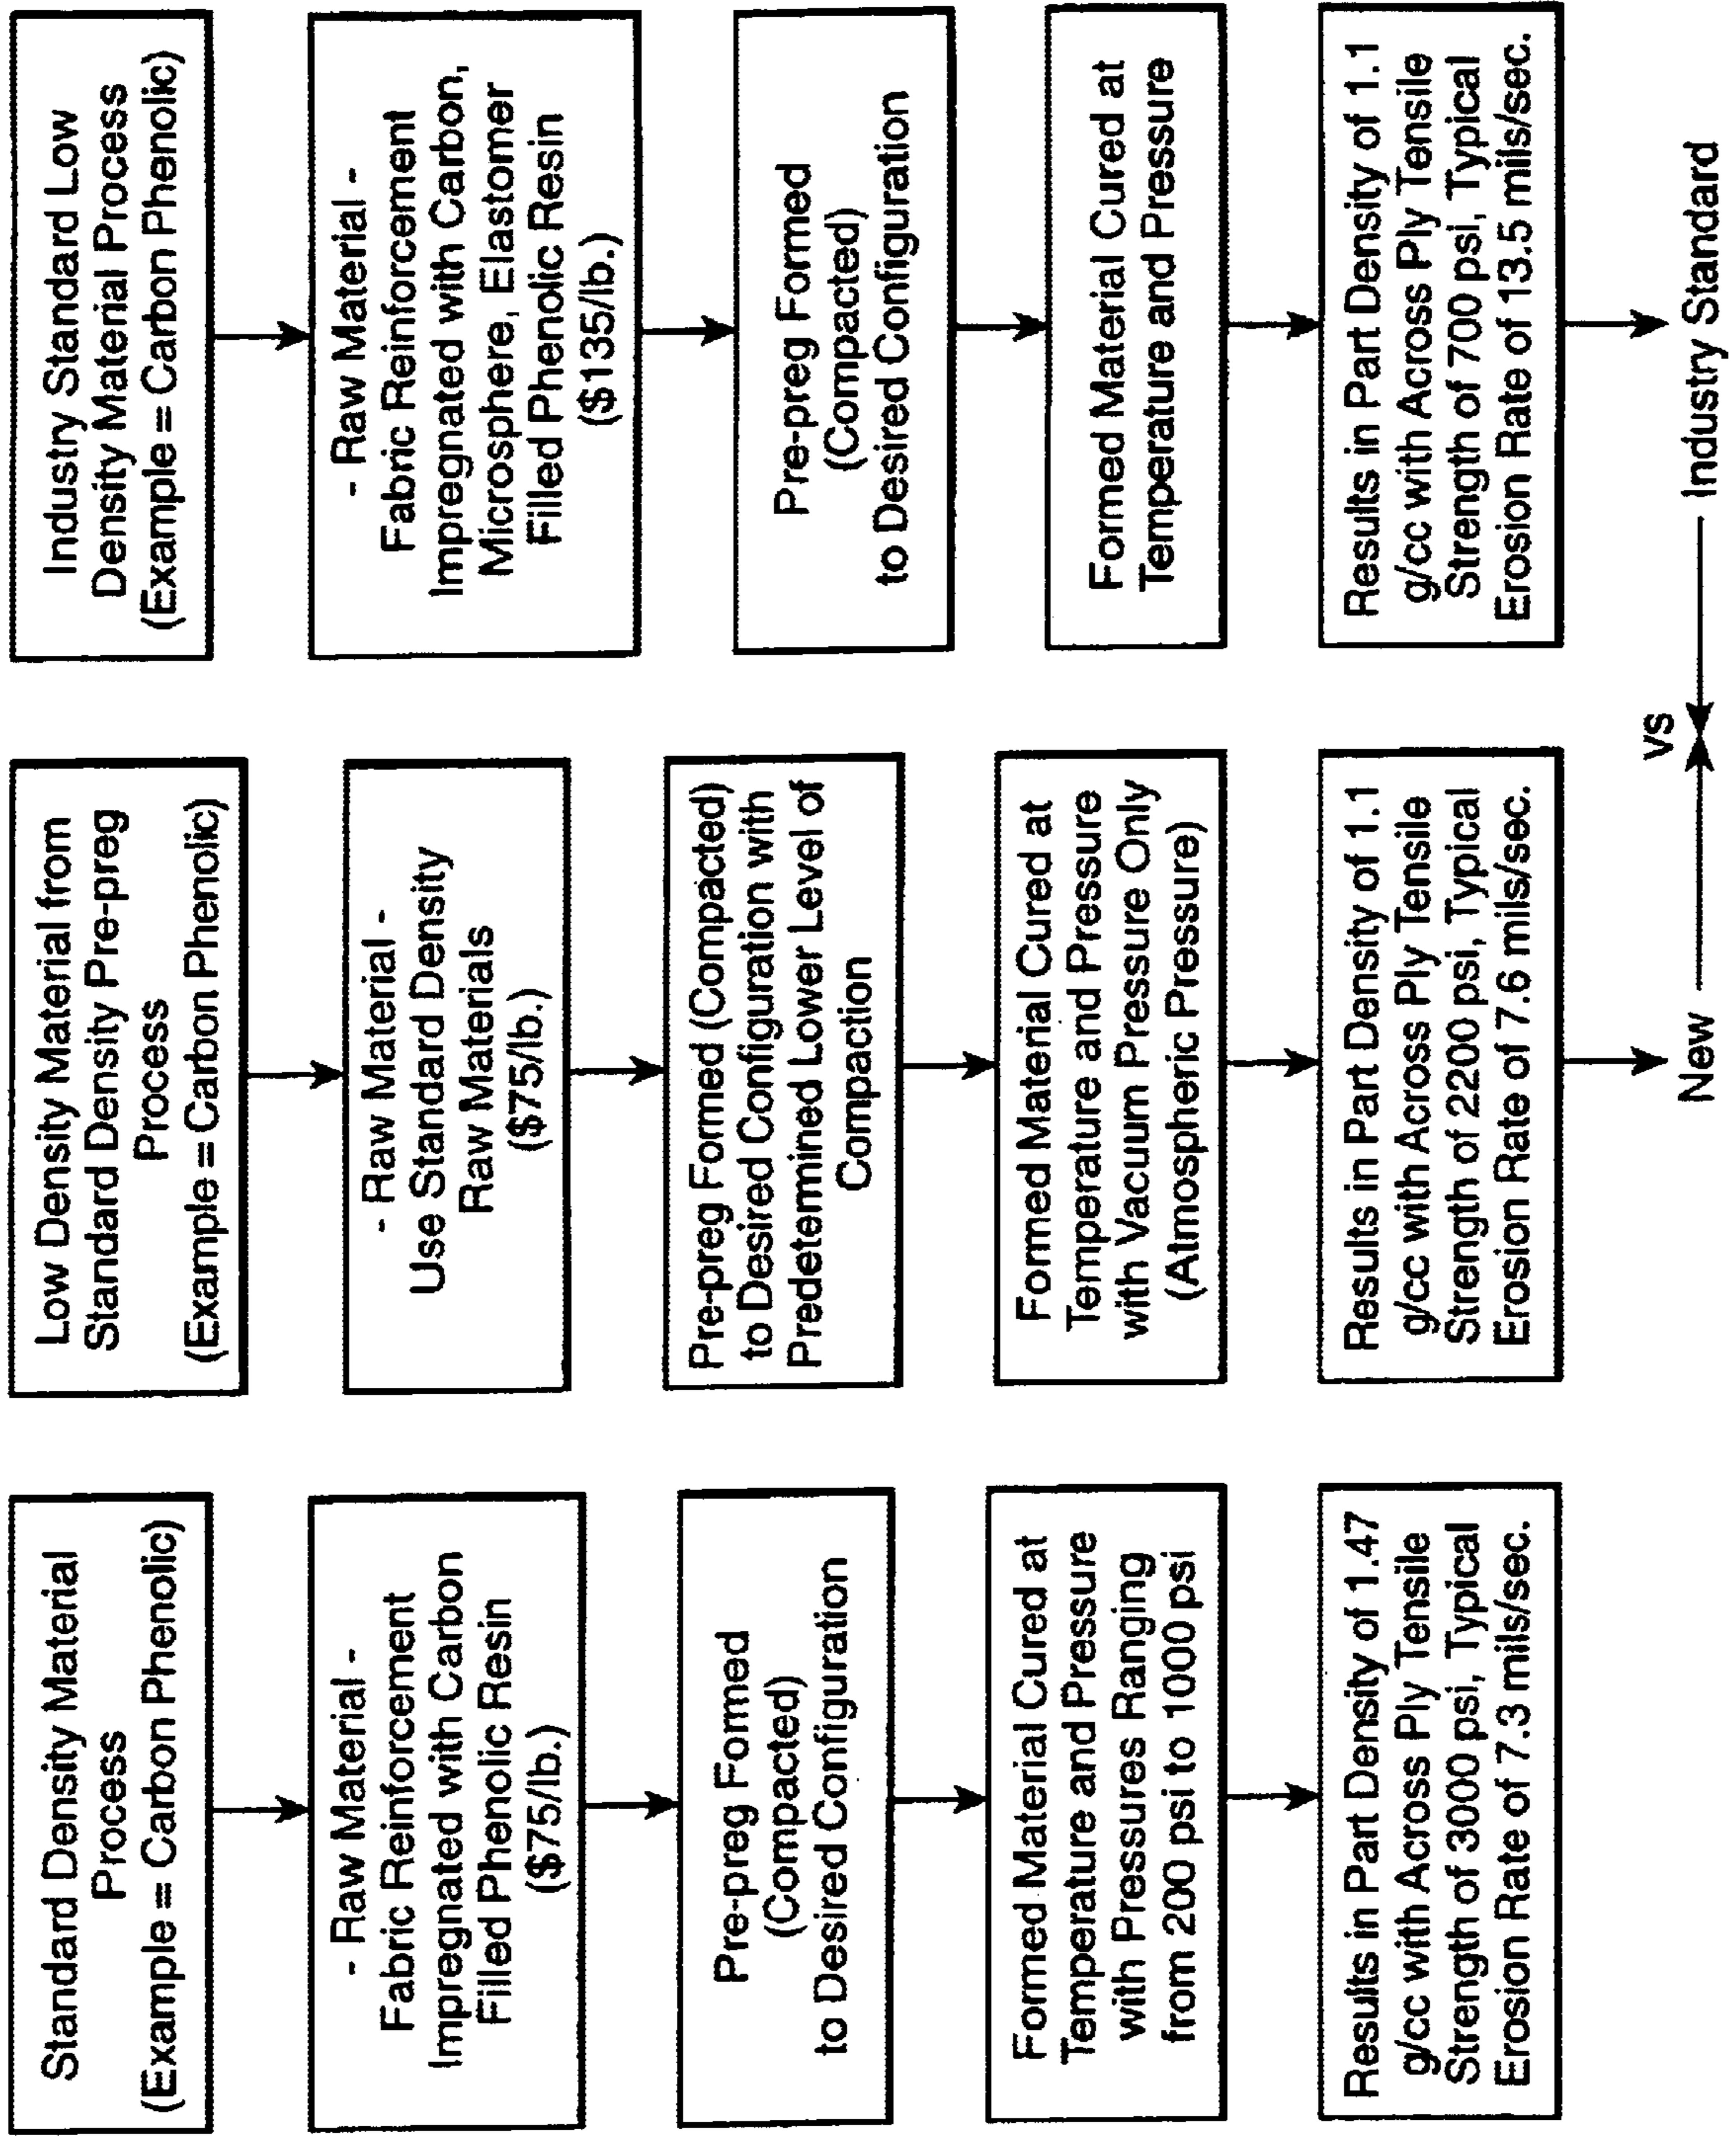 Standard Density Material
Process
(Example = Carbon Phenolic)
- Raw Material -
Fabric Reinforcement
Impregnated with Carbon
Filled Phenolic Resin
($75/lb.)
Pre-preg Formed
(Compacted)
to Desired Configuration
Formed Material Cured at
Temperature and Pressure
with Pressures Ranging
from 200 psi to 1000 psi
Results in Part Density of 1.47
g/cc with Across Ply Tensile
Strength of 3000 psi, Typical
Erosion Rate of 7.3 mils/sec.
Low Density Material from
Standard Density Pre-preg
Process
(Example = Carbon Phenolic)
- Raw Material -
Use Standard Density
Raw Materials
($75/lb.)
Pre-preg Formed (Compacted)
to Desired Configuration with
Predetermined Lower Level of
Compaction
Formed Material Cured at
Temperature and Pressure
with Vacuum Pressure Only
(Atmospheric Pressure)
Results in Part Density of 1.1
g/cc with Across Ply Tensile
Strength of 2200 psi, Typical
Erosion Rate of 7.6 mils/sec.
New
vs
Industry Standard Low
Density Material Process
(Example = Carbon Phenolic)
- Raw Material -
Fabric Reinforcement
Impregnated with Carbon,
Microsphere, Elastomer
Filled Phenolic Resin
($135/lb.)
Pre-preg Formed
(Compacted)
to Desired Configuration
Formed Material Cured at
Temperature and Pressure
Results in Part Density of 1.1
g/cc with Across Ply Tensile
Strength of 700 psi, Typical
Erosion Rate of 13.5 mils/sec.
Industry Standard